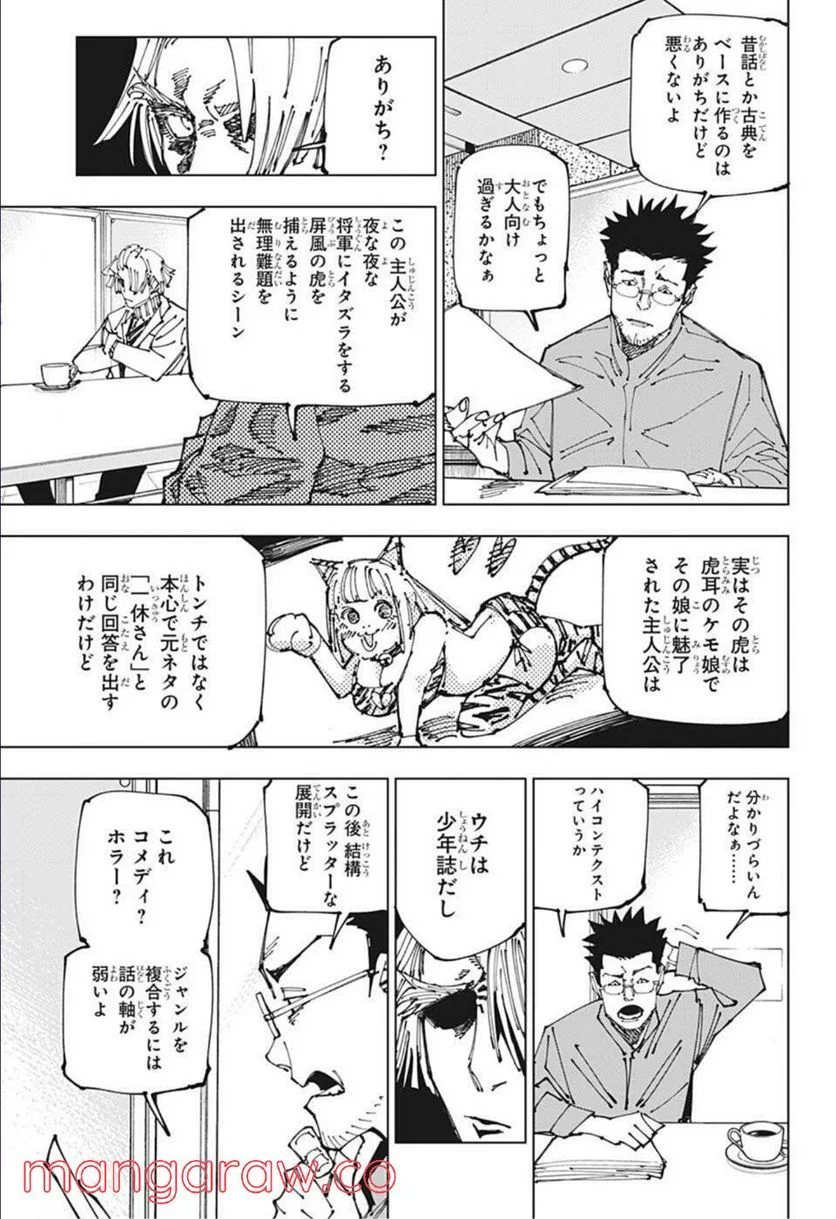 昔話とか古典を
ベースに作るのは
ありがちだけど
悪くないよ
でもちょっと
大人向け
過ぎるかなぁ
ありがち？
この主人公が
夜な夜な
将軍にイタズラをする
屏風の虎を
捕えるように
無理難題を
出されるシーン
実はその虎は
虎耳のケモ娘で
その娘に魅了
された主人公は
トンチではなく
本心で元ネタの
「一休さん」と
同じ回答を出す
わけだけど
分かりづらいん
だよなぁ……
ハイコンテクスト
っていうか
ウチは
少年誌だし
この後結構
スプラッターな
展開だけど
これ
コメディ？
ホラー？
ジャンルを
複合するには
話の軸が
弱いよ
mangaraw.co